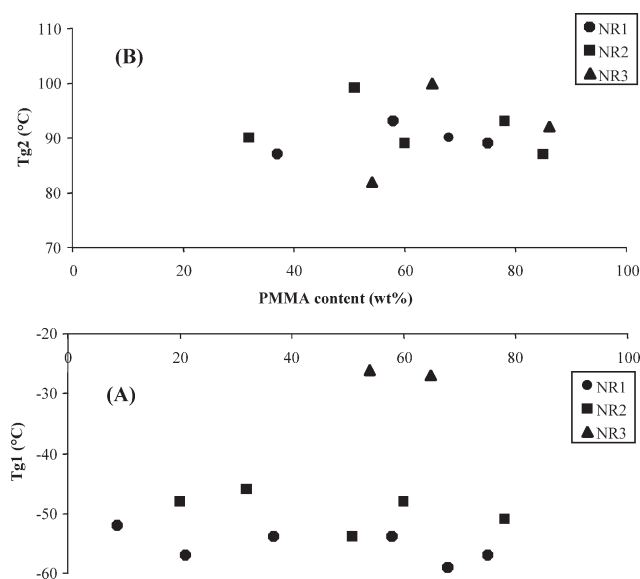 110
(B)
NR1
NR2
NR3
100
90
80
70
Tg2 (°C)
0 20 40 60 80 100
PMMA content (wt%)
-20
0 20 40 60 80 100
(A)
NR1
NR2
NR3
-30
-40
-50
-60
Tg1 (°C)